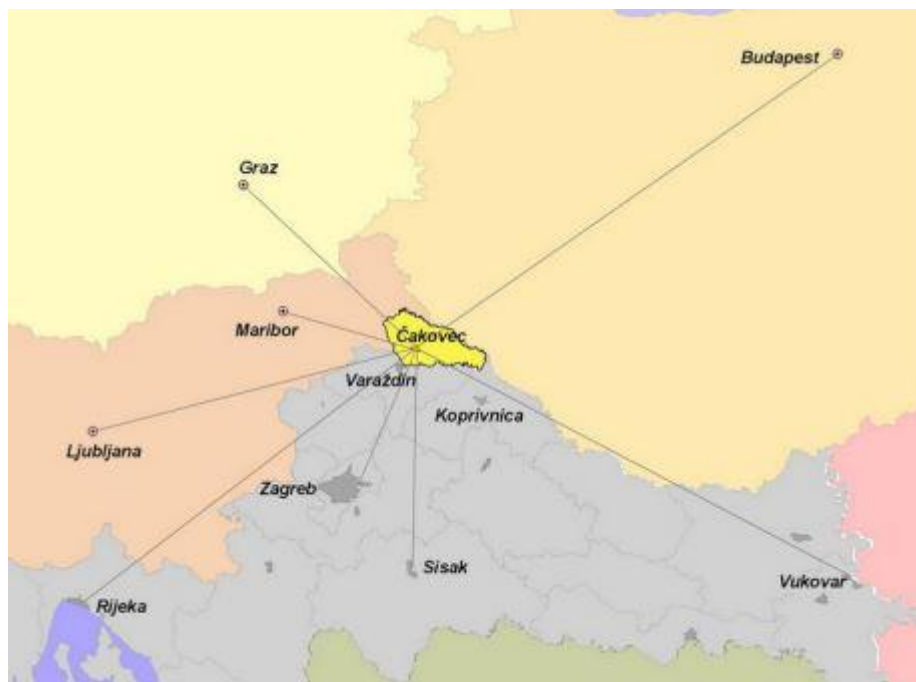 Budapest
Graz
Maribor
Čakovec
Varaždin
Koprivnica
Ljubljana
Zagreb
Sisak
Vukovar
Rijeka